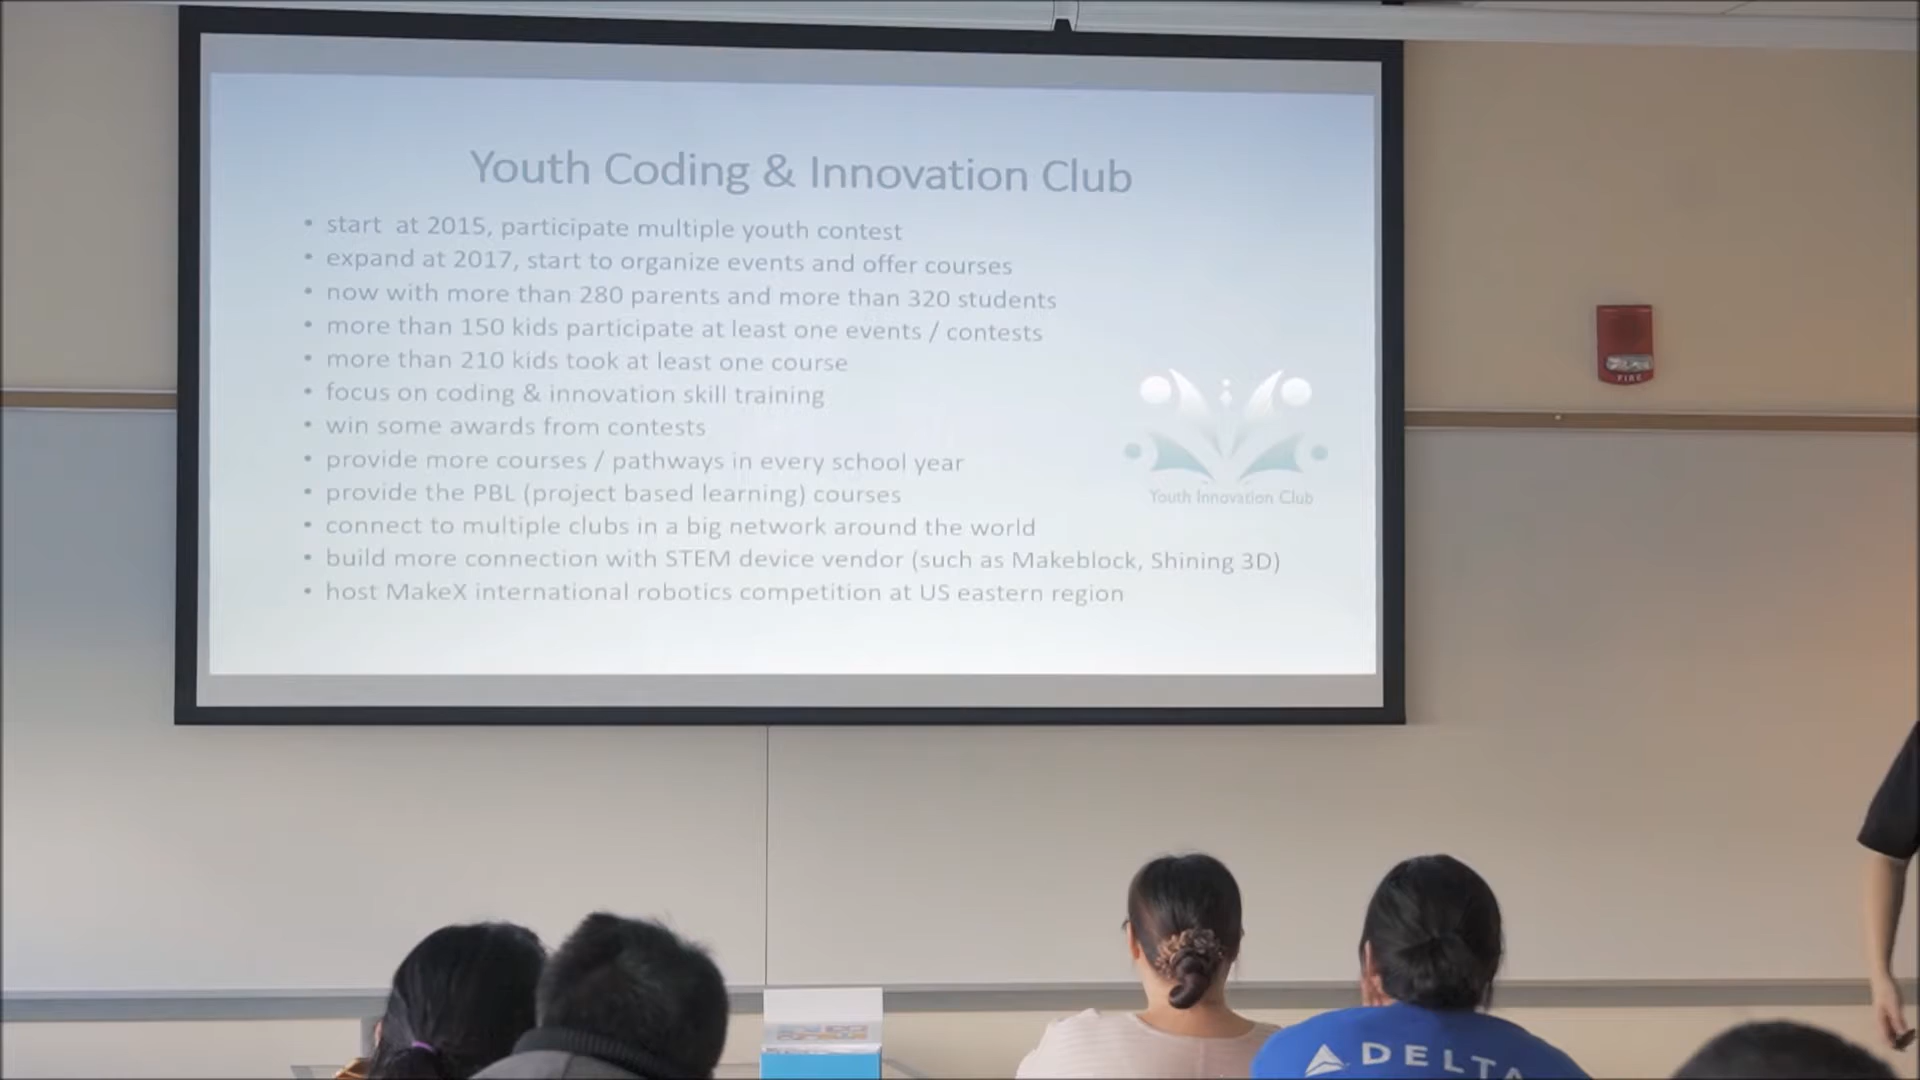 Youth Coding & Innovation Club
• start at 2015, participate multiple youth contest
• expand at 2017, start to organize events and offer courses
• now with more than 280 parents and more than 320 students
• more than 150 kids participate at least one events / contests
• more than 210 kids took at least one course
• focus on coding & innovation skill training
• win some awards from contests
• provide more courses / pathways in every school year
• provide the PBL (project based learning) courses
• connect to multiple clubs in a big network around the world
• build more connection with STEM device vendor (such as Makeblock, Shining 3D)
• host MakeX international robotics competition at US eastern region
Youth Innovation Club
FIRE
DELTA